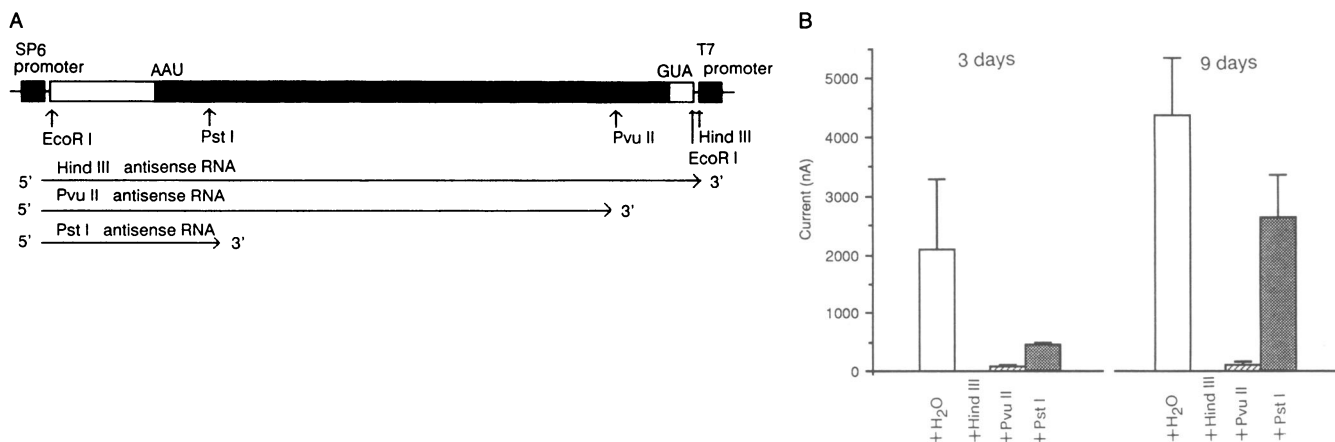 A
SP6
promoter
AAU
GUA
T7
promoter
EcoR I
Pst I
Pvu II
Hind III
EcoR I
Hind III antisense RNA
5'
3'
Pvu II antisense RNA
5'
3'
Pst I antisense RNA
5'
3'
B
3 days
9 days
Current (nA)
5000
4000
3000
2000
1000
0
+H₂O
+Hind III
+Pvu II
+Pst I
+H₂O
+Hind III
+Pvu II
+Pst I